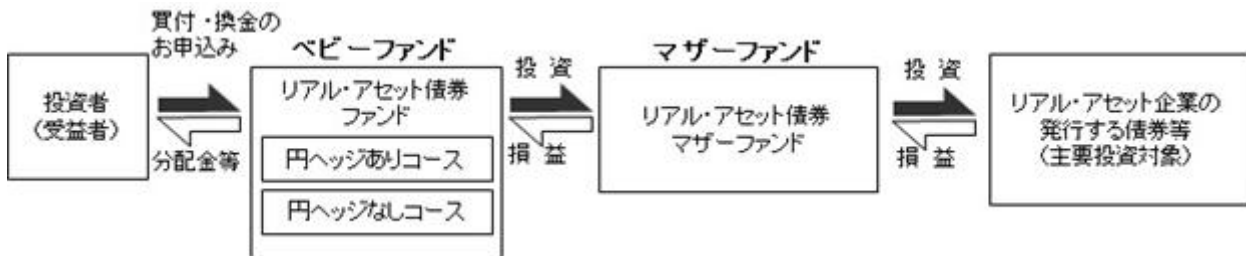 買付・換金の
お申込み
ベビーファンド
マザーファンド
投資者
(受益者)
分配金等
リアル・アセット債券
ファンド
円ヘッジありコース
円ヘッジなしコース
投 資
損 益
リアル・アセット債券
マザーファンド
投 資
損 益
リアル・アセット企業の
発行する債券等
(主要投資対象)